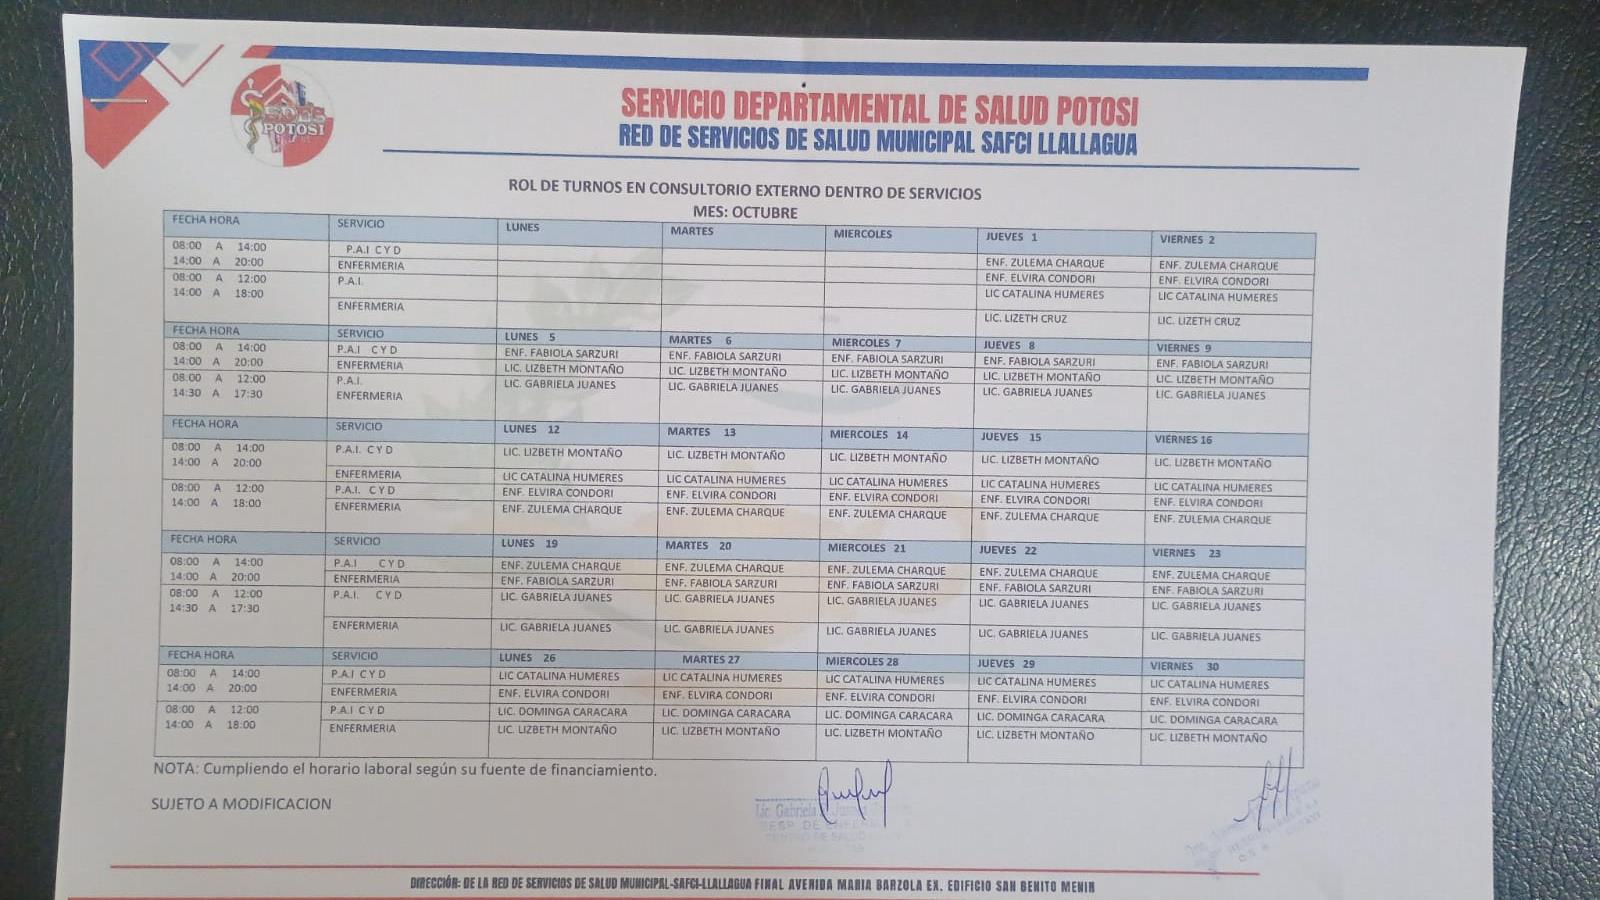 SDES
POTOSI
SERVICIO DEPARTAMENTAL DE SALUD POTOSI
RED DE SERVICIOS DE SALUD MUNICIPAL SAFCI LLALLAGUA
ROL DE TURNOS EN CONSULTORIO EXTERNO DENTRO DE SERVICIOS
MES: OCTUBRE
FECHA HORA SERVICIO LUNES MARTES MIERCOLES JUEVES 1 VIERNES 2
08:00 A 14:00 P.A.I C Y D ENF. ZULEMA CHARQUE ENF. ZULEMA CHARQUE
14:00 A 20:00 ENFERMERIA ENF. ELVIRA CONDORI ENF. ELVIRA CONDORI
08:00 A 12:00 P.A.I. LIC CATALINA HUMERES LIC CATALINA HUMERES
14:00 A 18:00 ENFERMERIA LIC. LIZETH CRUZ LIC. LIZETH CRUZ
FECHA HORA SERVICIO LUNES 5 MARTES 6 MIERCOLES 7 JUEVES 8 VIERNES 9
08:00 A 14:00 P.A.I C Y D ENF. FABIOLA SARZURI ENF. FABIOLA SARZURI ENF. FABIOLA SARZURI ENF. FABIOLA SARZURI ENF. FABIOLA SARZURI
14:00 A 20:00 ENFERMERIA LIC. LIZBETH MONTAÑO LIC. LIZBETH MONTAÑO LIC. LIZBETH MONTAÑO LIC. LIZBETH MONTAÑO LIC. LIZBETH MONTAÑO
08:00 A 12:00 P.A.I. LIC. GABRIELA JUANES LIC. GABRIELA JUANES LIC. GABRIELA JUANES LIC. GABRIELA JUANES LIC. GABRIELA JUANES
14:30 A 17:30 ENFERMERIA
FECHA HORA SERVICIO LUNES 12 MARTES 13 MIERCOLES 14 JUEVES 15 VIERNES 16
08:00 A 14:00 P.A.I. C Y D LIC. LIZBETH MONTAÑO LIC. LIZBETH MONTAÑO LIC. LIZBETH MONTAÑO LIC. LIZBETH MONTAÑO LIC. LIZBETH MONTAÑO
14:00 A 20:00 ENFERMERIA LIC CATALINA HUMERES LIC CATALINA HUMERES LIC CATALINA HUMERES LIC CATALINA HUMERES LIC CATALINA HUMERES
08:00 A 12:00 P.A.I. C Y D ENF. ELVIRA CONDORI ENF. ELVIRA CONDORI ENF. ELVIRA CONDORI ENF. ELVIRA CONDORI ENF. ELVIRA CONDORI
14:00 A 18:00 ENFERMERIA ENF. ZULEMA CHARQUE ENF. ZULEMA CHARQUE ENF. ZULEMA CHARQUE ENF. ZULEMA CHARQUE ENF. ZULEMA CHARQUE
FECHA HORA SERVICIO LUNES 19 MARTES 20 MIERCOLES 21 JUEVES 22 VIERNES 23
08:00 A 14:00 P.A.I C Y D ENF. ZULEMA CHARQUE ENF. ZULEMA CHARQUE ENF. ZULEMA CHARQUE ENF. ZULEMA CHARQUE ENF. ZULEMA CHARQUE
14:00 A 20:00 ENFERMERIA ENF. FABIOLA SARZURI ENF. FABIOLA SARZURI ENF. FABIOLA SARZURI ENF. FABIOLA SARZURI ENF. FABIOLA SARZURI
08:00 A 12:00 P.A.I. C Y D LIC. GABRIELA JUANES LIC. GABRIELA JUANES LIC. GABRIELA JUANES LIC. GABRIELA JUANES LIC. GABRIELA JUANES
14:30 A 17:30 ENFERMERIA LIC. GABRIELA JUANES LIC. GABRIELA JUANES LIC. GABRIELA JUANES LIC. GABRIELA JUANES LIC. GABRIELA JUANES
FECHA HORA SERVICIO LUNES 26 MARTES 27 MIERCOLES 28 JUEVES 29 VIERNES 30
08:00 A 14:00 P.A.I C Y D LIC CATALINA HUMERES LIC CATALINA HUMERES LIC CATALINA HUMERES LIC CATALINA HUMERES LIC CATALINA HUMERES
14:00 A 20:00 ENFERMERIA ENF. ELVIRA CONDORI ENF. ELVIRA CONDORI ENF. ELVIRA CONDORI ENF. ELVIRA CONDORI ENF. ELVIRA CONDORI
08:00 A 12:00 P.A.I C Y D LIC. DOMINGA CARACARA LIC. DOMINGA CARACARA LIC. DOMINGA CARACARA LIC. DOMINGA CARACARA LIC. DOMINGA CARACARA
14:00 A 18:00 ENFERMERIA LIC. LIZBETH MONTAÑO LIC. LIZBETH MONTAÑO LIC. LIZBETH MONTAÑO LIC. LIZBETH MONTAÑO LIC. LIZBETH MONTAÑO
NOTA: Cumpliendo el horario laboral según su fuente de financiamiento.
SUJETO A MODIFICACION
Lic. Gabriela
DIRECCIÓN: DE LA RED DE SERVICIOS DE SALUD MUNICIPAL-SAFCI-LLALLAGUA FINAL AVENIDA MARIA BARZOLA EX. EDIFICIO SAN BENITO MENIN